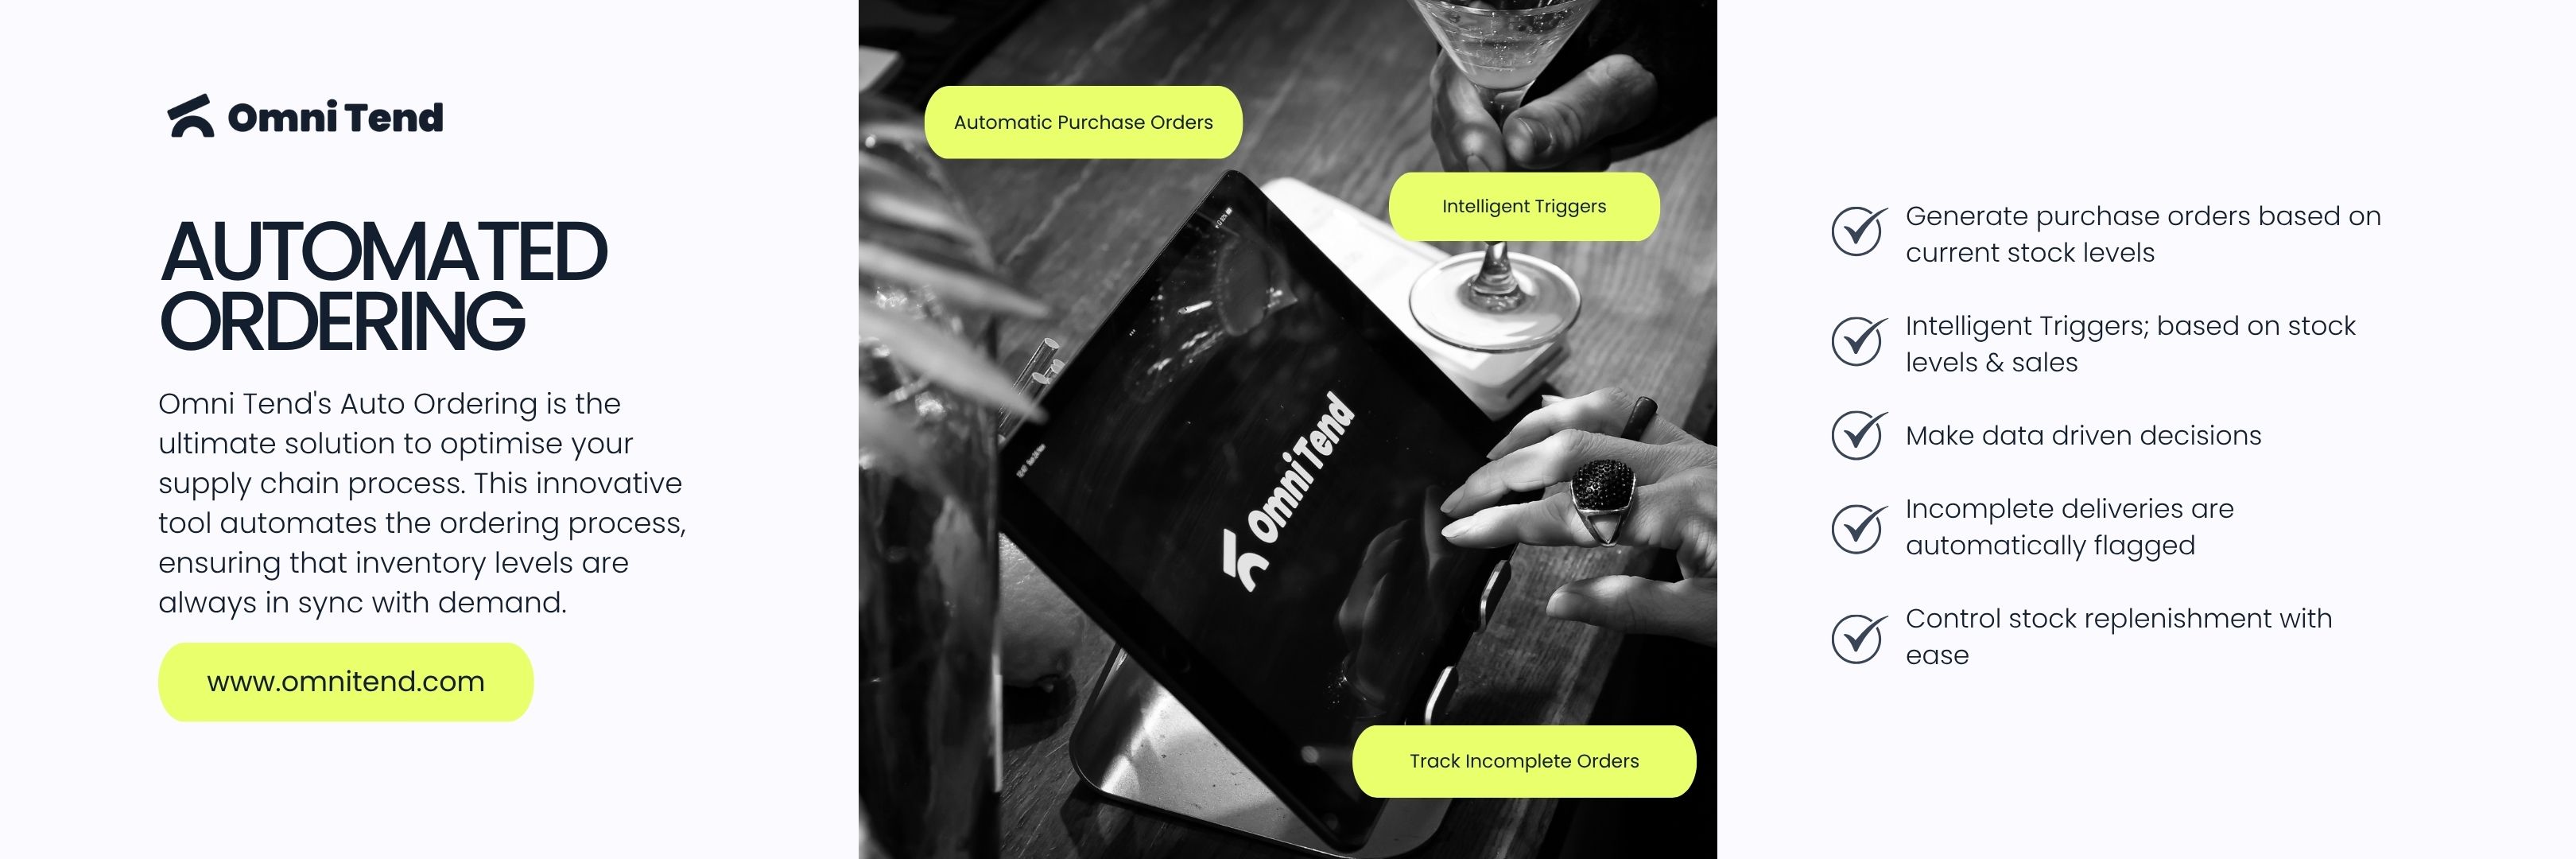 Omni Tend
AUTOMATED
ORDERING
Omni Tend's Auto Ordering is the
ultimate solution to optimise your
supply chain process. This innovative
tool automates the ordering process,
ensuring that inventory levels are
always in sync with demand.
www.omnitend.com
Automatic Purchase Orders
Intelligent Triggers
Omni Tend
Track Incomplete Orders
Generate purchase orders based on
current stock levels
Intelligent Triggers; based on stock
levels & sales
Make data driven decisions
Incomplete deliveries are
automatically flagged
Control stock replenishment with
ease